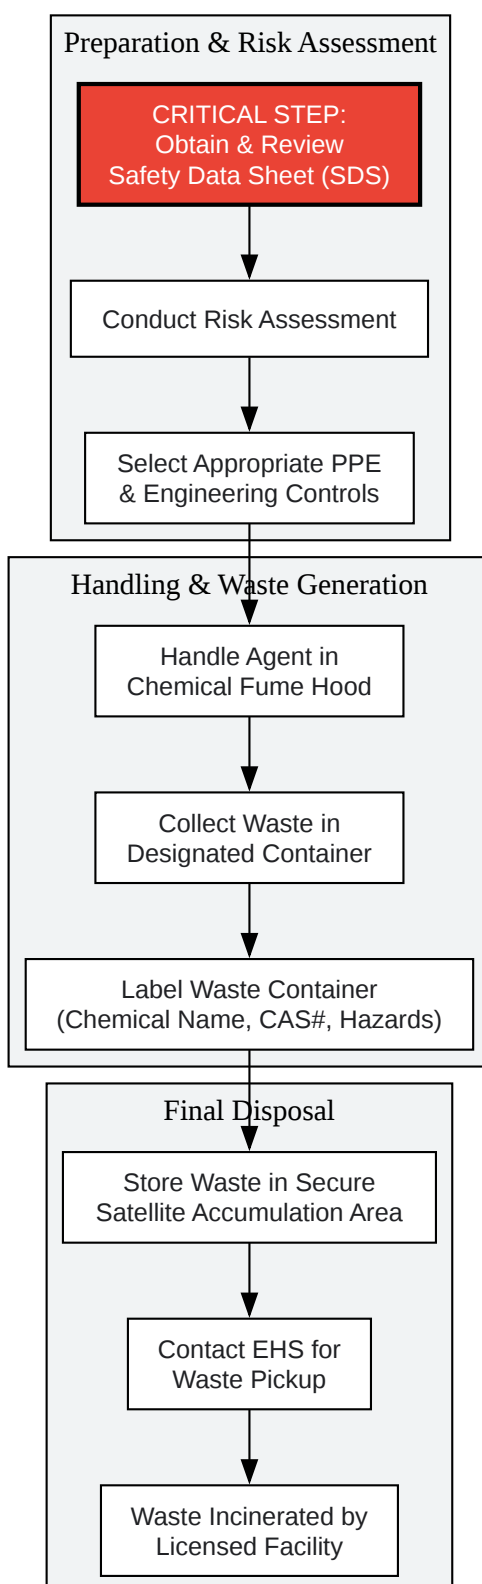 Preparation & Risk Assessment
CRITICAL STEP:
Obtain & Review
Safety Data Sheet (SDS)
Conduct Risk Assessment
Select Appropriate PPE
& Engineering Controls
Handling & Waste Generation
Handle Agent in
Chemical Fume Hood
Collect Waste in
Designated Container
Label Waste Container
(Chemical Name, CAS#, Hazards)
Final Disposal
Store Waste in Secure
Satellite Accumulation Area
Contact EHS for
Waste Pickup
Waste Incinerated by
Licensed Facility